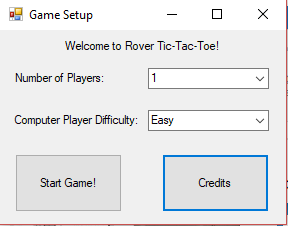 Game Setup
Welcome to Rover Tic-Tac-Toe!
Number of Players: 1
Computer Player Difficulty: Easy
Start Game! Credits